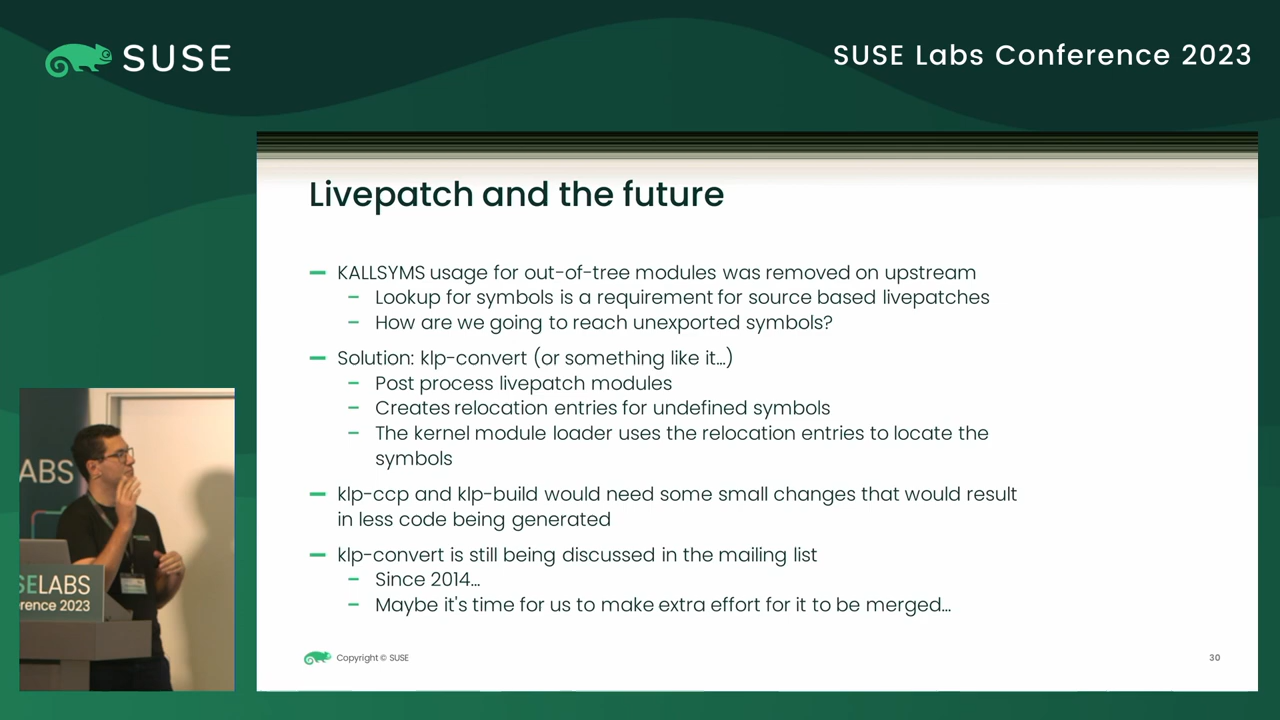 SUSE
SUSE Labs Conference 2023
Livepatch and the future
KALLSYMS usage for out-of-tree modules was removed on upstream
Lookup for symbols is a requirement for source based livepatches
How are we going to reach unexported symbols?
Solution: klp-convert (or something like it...)
Post process livepatch modules
Creates relocation entries for undefined symbols
The kernel module loader uses the relocation entries to locate the
symbols
klp-ccp and klp-build would need some small changes that would result
in less code being generated
klp-convert is still being discussed in the mailing list
Since 2014...
Maybe it's time for us to make extra effort for it to be merged...
Copyright © SUSE
30
ABS
SELABS
erence 2023